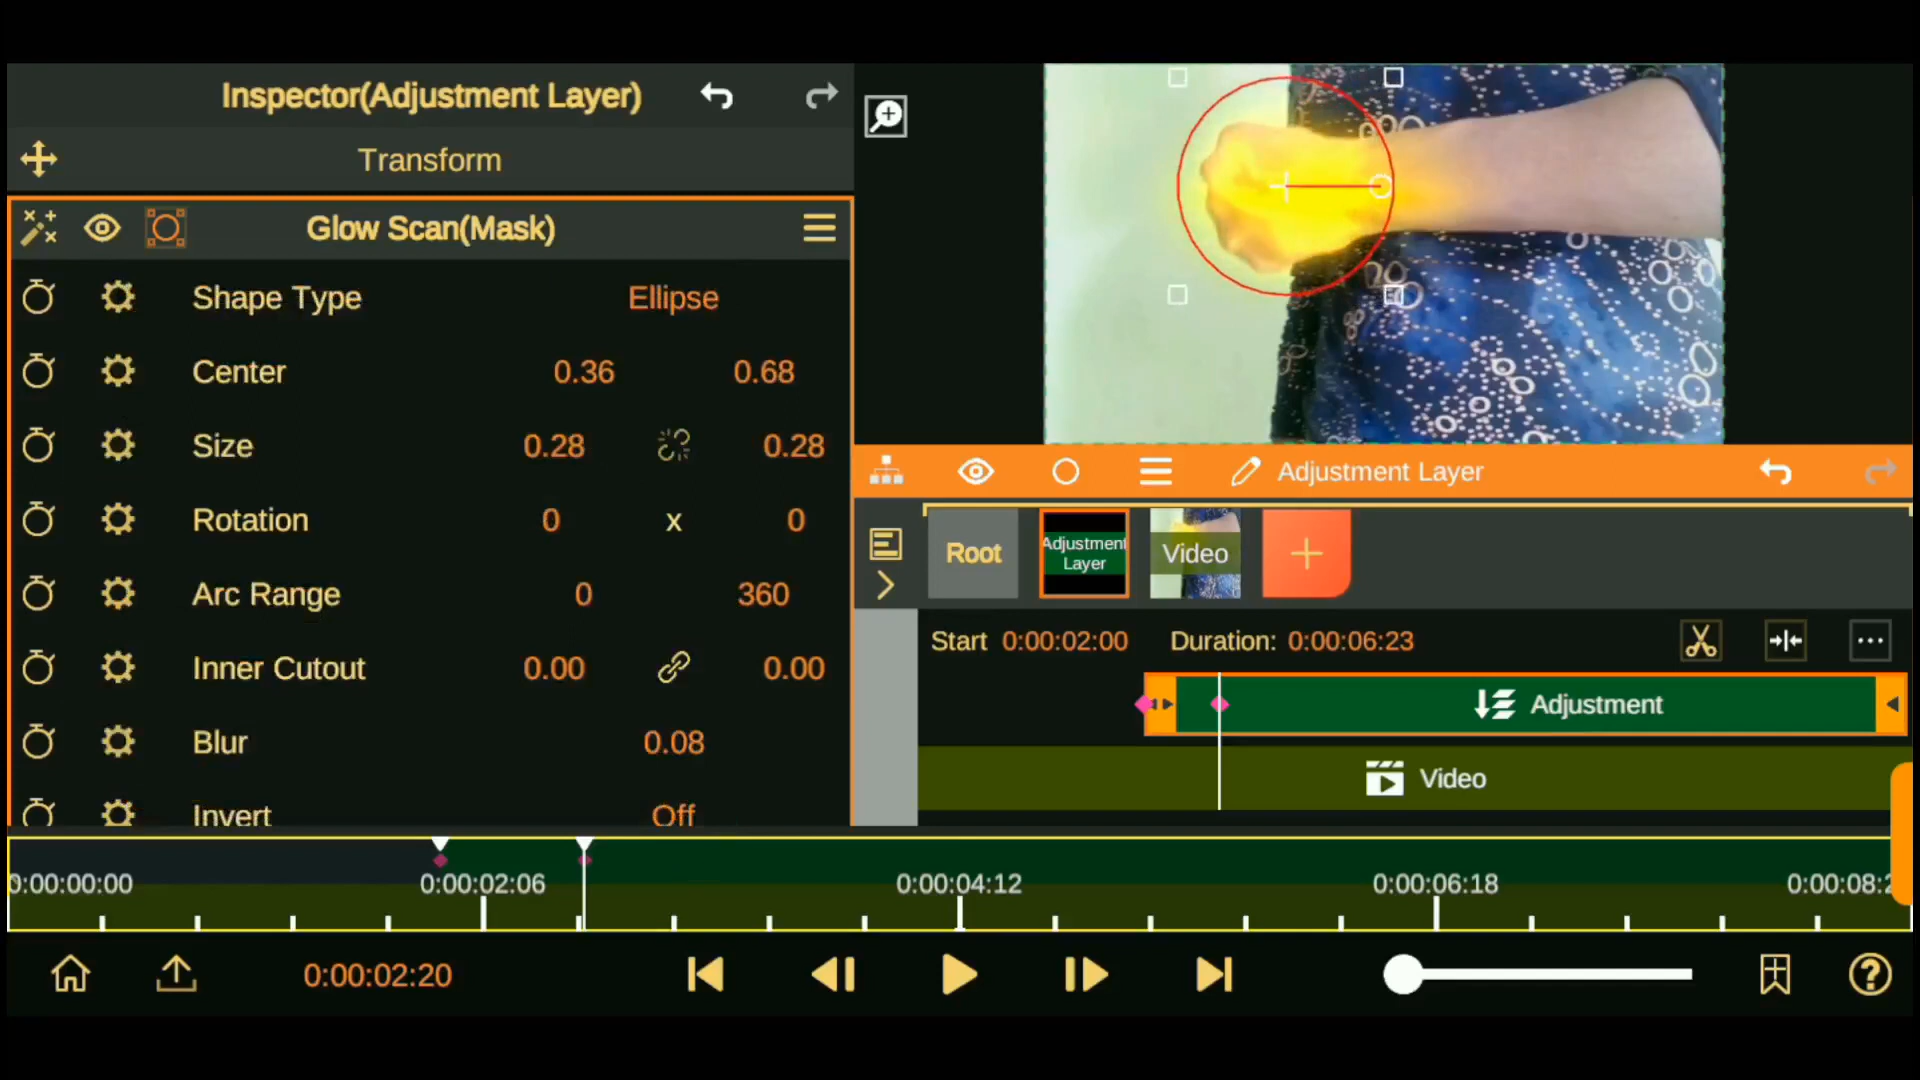 Inspector(Adjustment Layer)
Transform
Glow Scan(Mask)
Shape Type Ellipse
Center 0.36 0.68
Size 0.28 0.28
Rotation 0 x 0
Arc Range 0 360
Inner Cutout 0.00 0.00
Blur 0.08
Invert Off
Adjustment Layer
Root
Adjustment
Layer
Video
Start 0:00:02:00 Duration: 0:00:06:23
Adjustment
Video
0:00:00:00 0:00:02:06 0:00:04:12 0:00:06:18 0:00:08:2
0:00:02:20